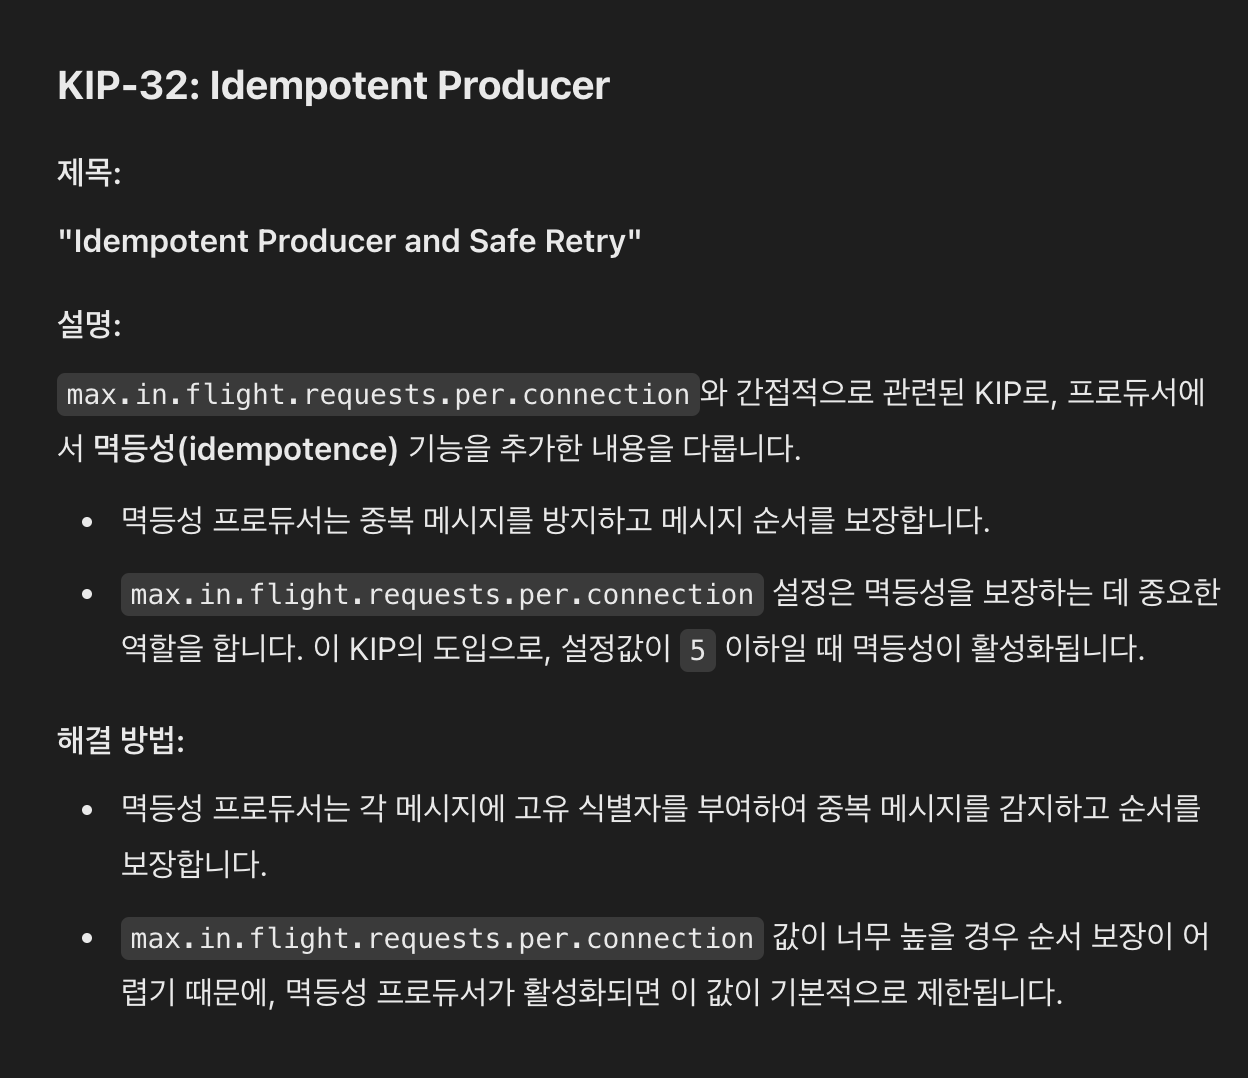 KIP-32: Idempotent Producer
제목:
"Idempotent Producer and Safe Retry"
설명:
max.in.flight.requests.per.connection와 간접적으로 관련된 KIP로, 프로듀서에
서 멱등성(idempotence) 기능을 추가한 내용을 다룹니다.
• 멱등성 프로듀서는 중복 메시지를 방지하고 메시지 순서를 보장합니다.
• max.in.flight.requests.per.connection 설정은 멱등성을 보장하는 데 중요한
역할을 합니다. 이 KIP의 도입으로, 설정값이 5 이하일 때 멱등성이 활성화됩니다.
해결 방법:
• 멱등성 프로듀서는 각 메시지에 고유 식별자를 부여하여 중복 메시지를 감지하고 순서를
보장합니다.
• max.in.flight.requests.per.connection 값이 너무 높을 경우 순서 보장이 어
렵기 때문에, 멱등성 프로듀서가 활성화되면 이 값이 기본적으로 제한됩니다.